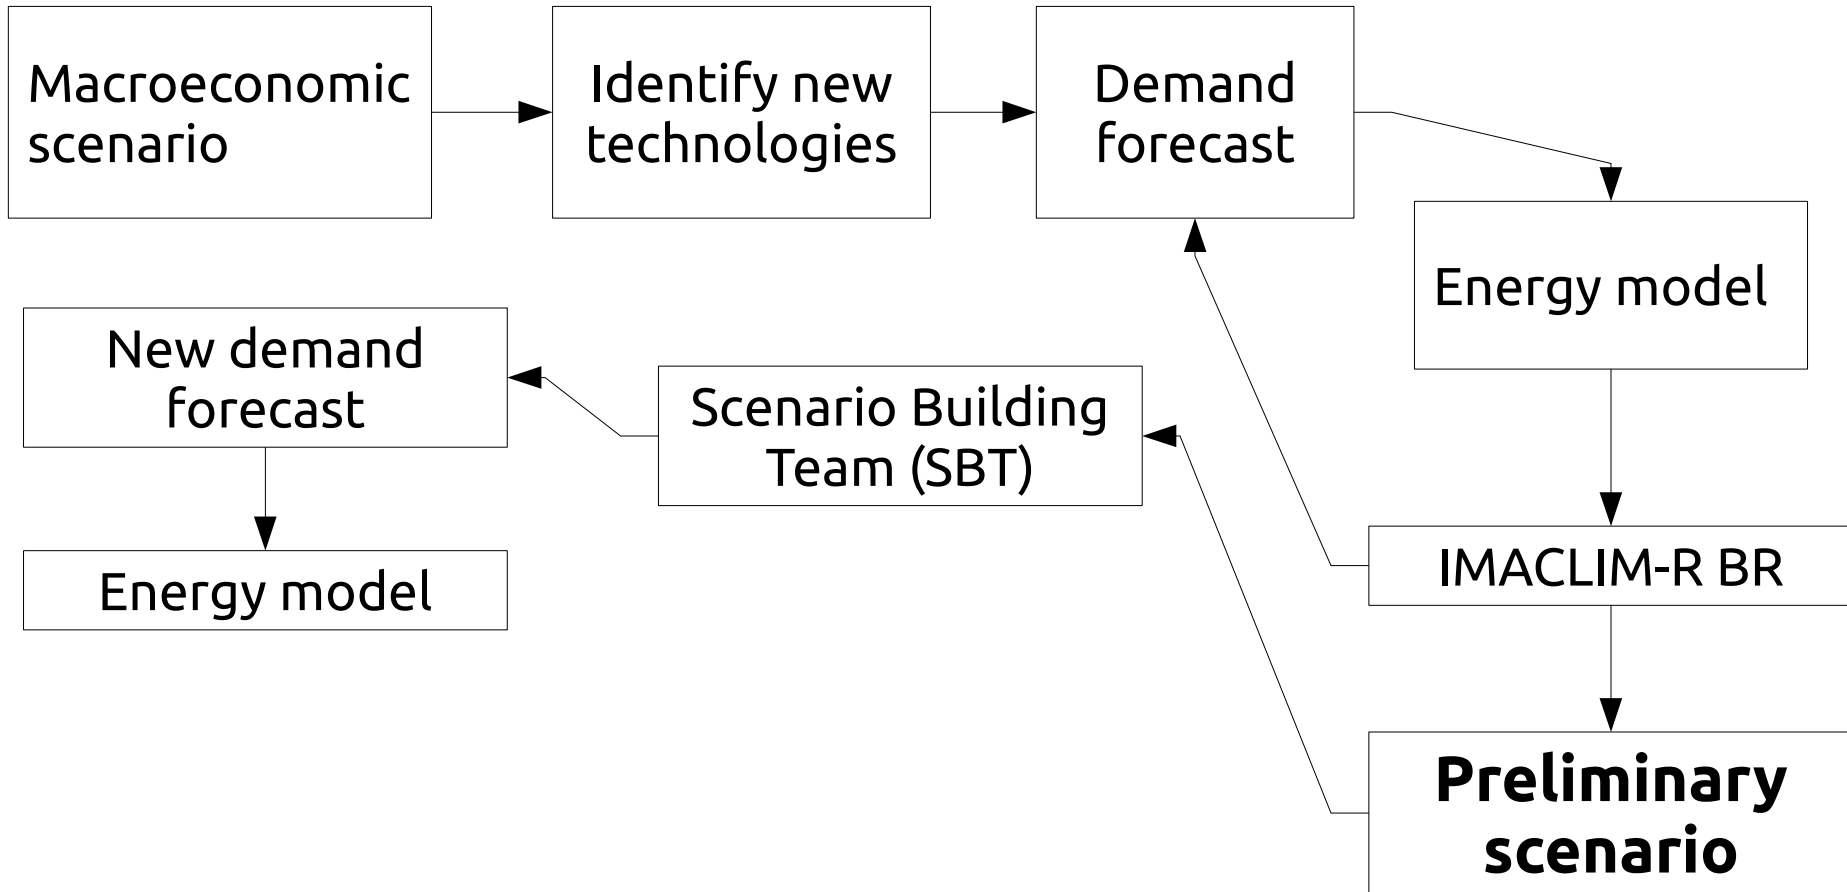 Macroeconomic
scenario
Identify new
technologies
Demand
forecast
Energy model
New demand
forecast
Scenario Building
Team (SBT)
Energy model
IMACLIM-R BR
Preliminary
scenario